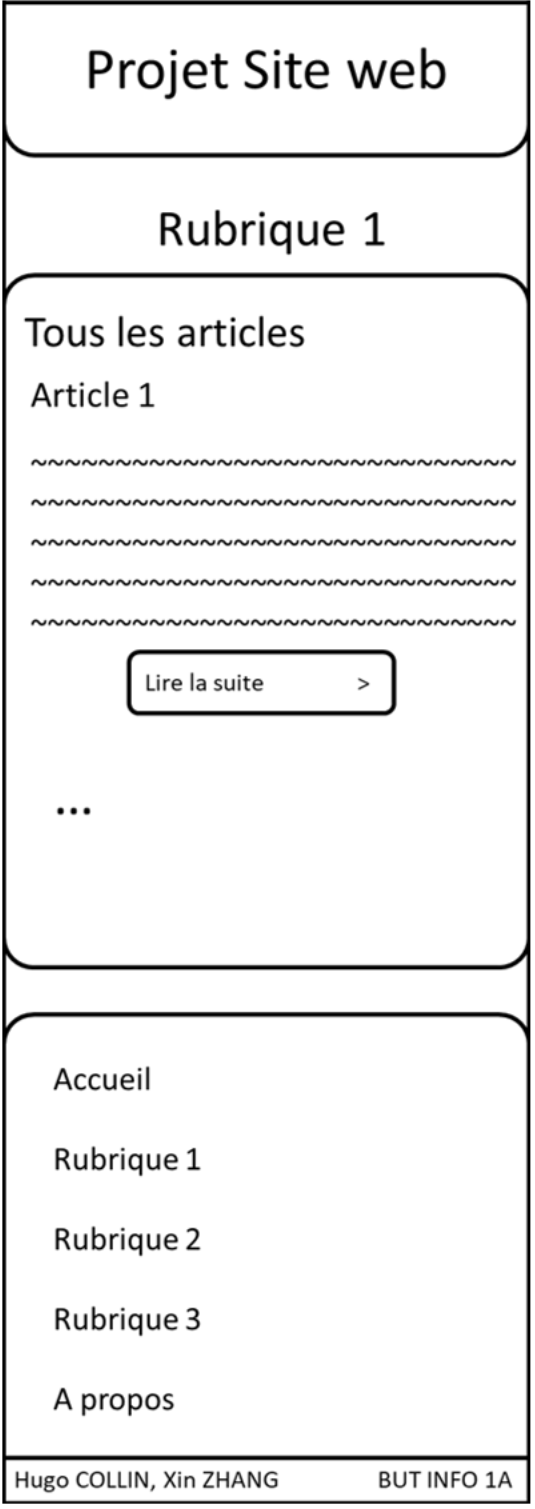 Projet Site web
Rubrique 1
Tous les articles
Article 1
~~~~~~~~~~~~~~~~~~~~~~~~~~~~~
~~~~~~~~~~~~~~~~~~~~~~~~~~~~~
~~~~~~~~~~~~~~~~~~~~~~~~~~~~~
~~~~~~~~~~~~~~~~~~~~~~~~~~~~~
~~~~~~~~~~~~~~~~~~~~~~~~~~~~~
Lire la suite >
...
Accueil
Rubrique 1
Rubrique 2
Rubrique 3
A propos
Hugo COLLIN, Xin ZHANG BUT INFO 1A